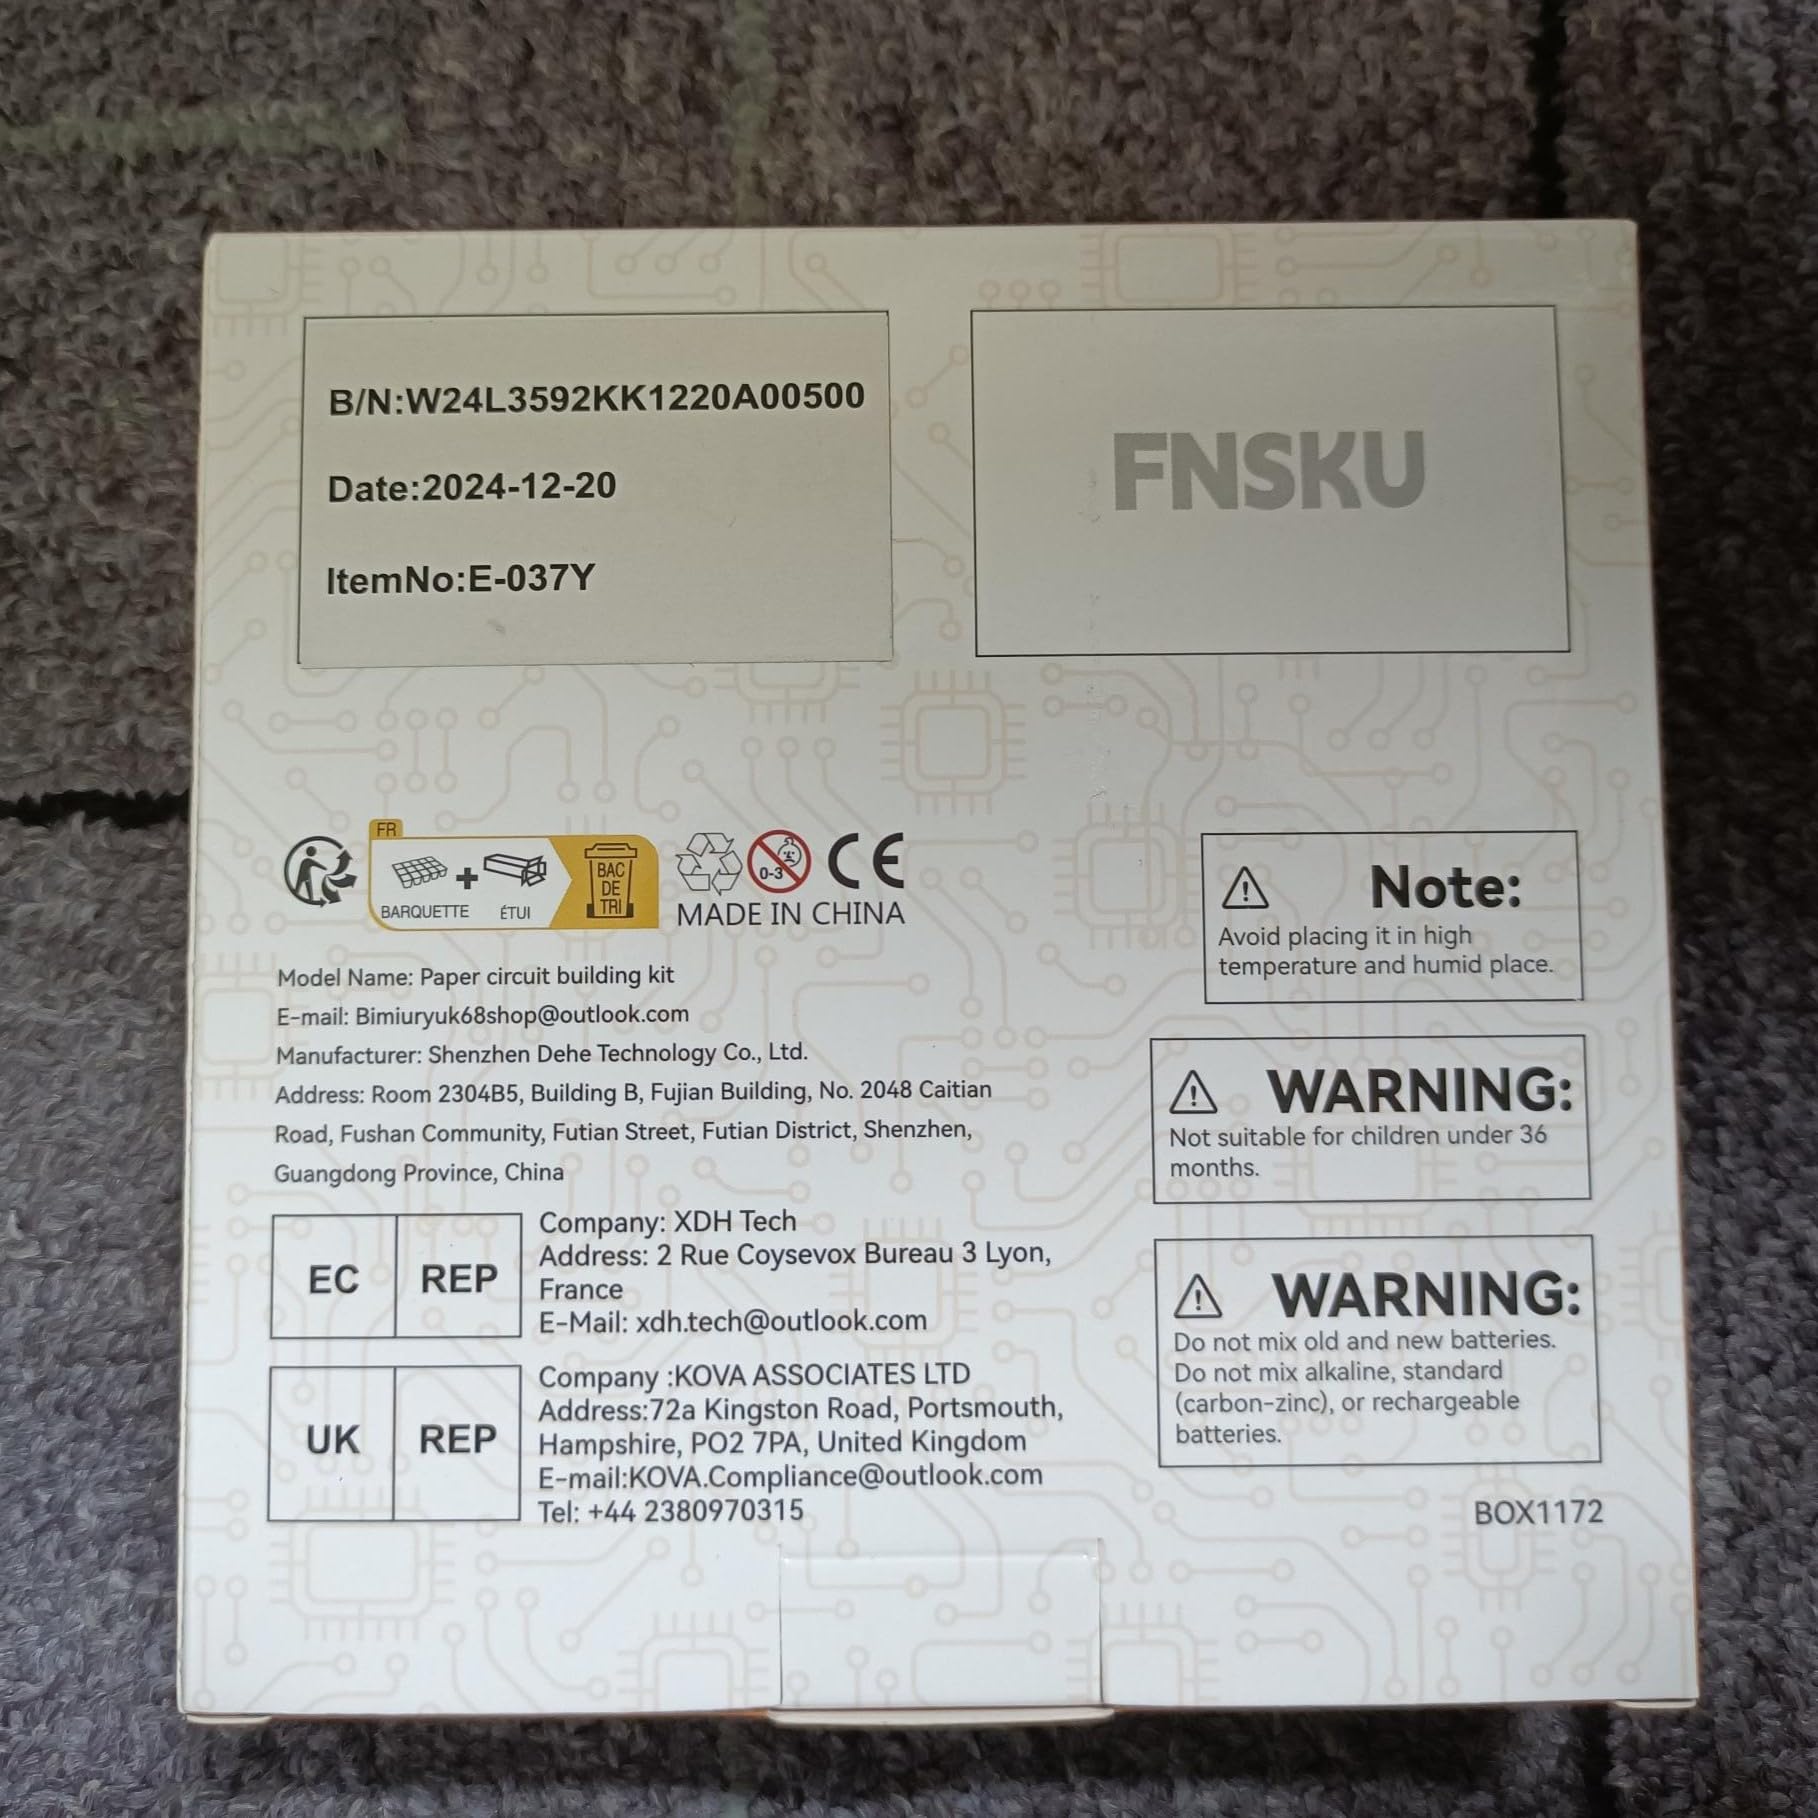 B/N:W24L3592KK1220A00500
Date:2024-12-20
ItemNo:E-037Y
FNSKU
FR
BARQUETTE
+
ÉTUI
BAC
DE
TRI
0-3
CE
MADE IN CHINA
Model Name: Paper circuit building kit
E-mail: Bimiuryuk68shop@outlook.com
Manufacturer: Shenzhen Dehe Technology Co., Ltd.
Address: Room 2304B5, Building B, Fujian Building, No. 2048 Caitian
Road, Fushan Community, Futian Street, Futian District, Shenzhen,
Guangdong Province, China
EC REP
Company: XDH Tech
Address: 2 Rue Coysevox Bureau 3 Lyon,
France
E-Mail: xdh.tech@outlook.com
UK REP
Company :KOVA ASSOCIATES LTD
Address:72a Kingston Road, Portsmouth,
Hampshire, PO2 7PA, United Kingdom
E-mail:KOVA.Compliance@outlook.com
Tel: +44 2380970315
Note:
Avoid placing it in high
temperature and humid place.
WARNING:
Not suitable for children under 36
months.
WARNING:
Do not mix old and new batteries.
Do not mix alkaline, standard
(carbon-zinc), or rechargeable
batteries.
BOX1172